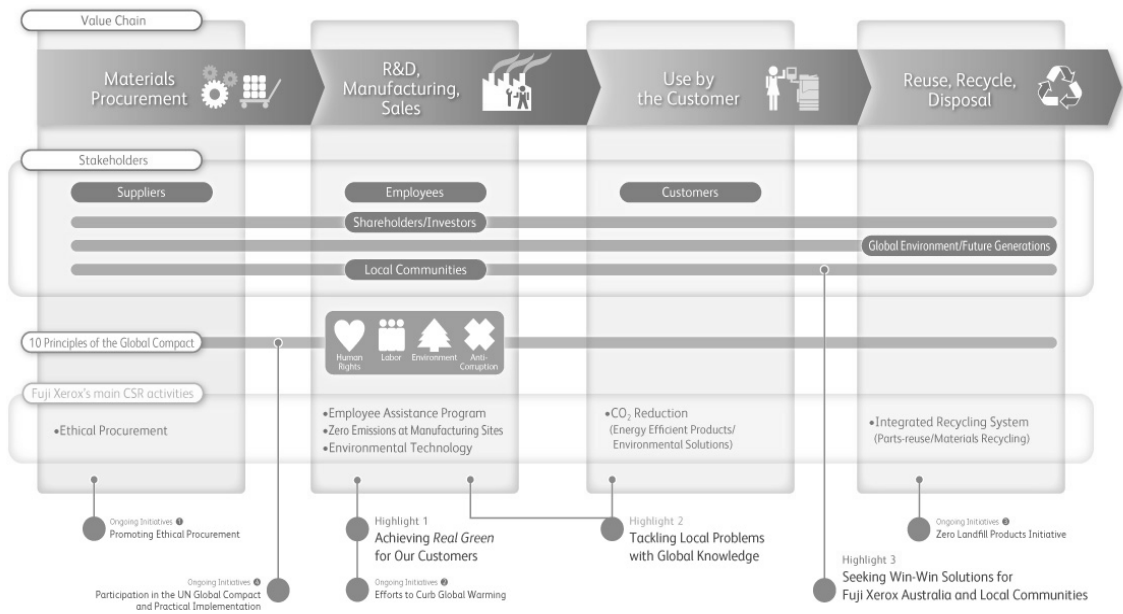 Value Chain
Materials
Procurement
R&D,
Manufacturing,
Sales
Use by
the Customer
Reuse, Recycle,
Disposal
Stakeholders
Suppliers
Employees
Customers
Shareholders/Investors
Global Environment/Future Generations
Local Communities
10 Principles of the Global Compact
Human
Rights
Labor
Environment
Anti-
Corruption
Fuji Xerox's main CSR activities
•Ethical Procurement
•Employee Assistance Program
•Zero Emissions at Manufacturing Sites
•Environmental Technology
•CO₂ Reduction
(Energy Efficient Products/
Environmental Solutions)
•Integrated Recycling System
(Parts-reuse/Materials Recycling)
Ongoing Initiatives ❶
Promoting Ethical Procurement
Highlight 1
Achieving Real Green
for Our Customers
Highlight 2
Tackling Local Problems
with Global Knowledge
Ongoing Initiatives ❸
Zero Landfill Products Initiative
Ongoing Initiatives ❹
Participation in the UN Global Compact
and Practical Implementation
Ongoing Initiatives ❷
Efforts to Curb Global Warming
Highlight 3
Seeking Win-Win Solutions for
Fuji Xerox Australia and Local Communities